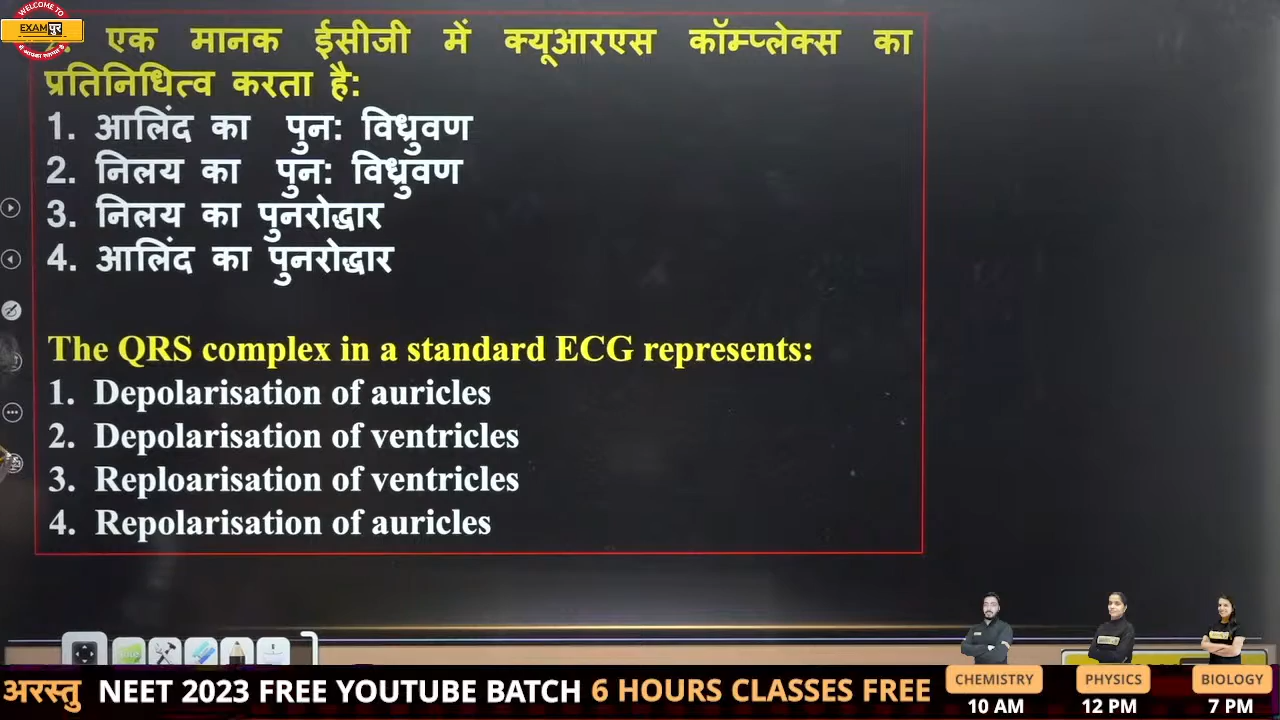 WELCOME TO
EXAMपुर
एक मानक ईसीजी में क्यूआरएस कॉम्प्लेक्स का
प्रतिनिधित्व करता है:
1. आलिंद का पुन: विध्रुवण
2. निलय का पुन: विध्रुवण
3. निलय का पुनरोद्धार
4. आलिंद का पुनरोद्धार
The QRS complex in a standard ECG represents:
1. Depolarisation of auricles
2. Depolarisation of ventricles
3. Reploarisation of ventricles
4. Repolarisation of auricles
अरस्तु NEET 2023 FREE YOUTUBE BATCH 6 HOURS CLASSES FREE
CHEMISTRY PHYSICS BIOLOGY
10 AM 12 PM 7 PM